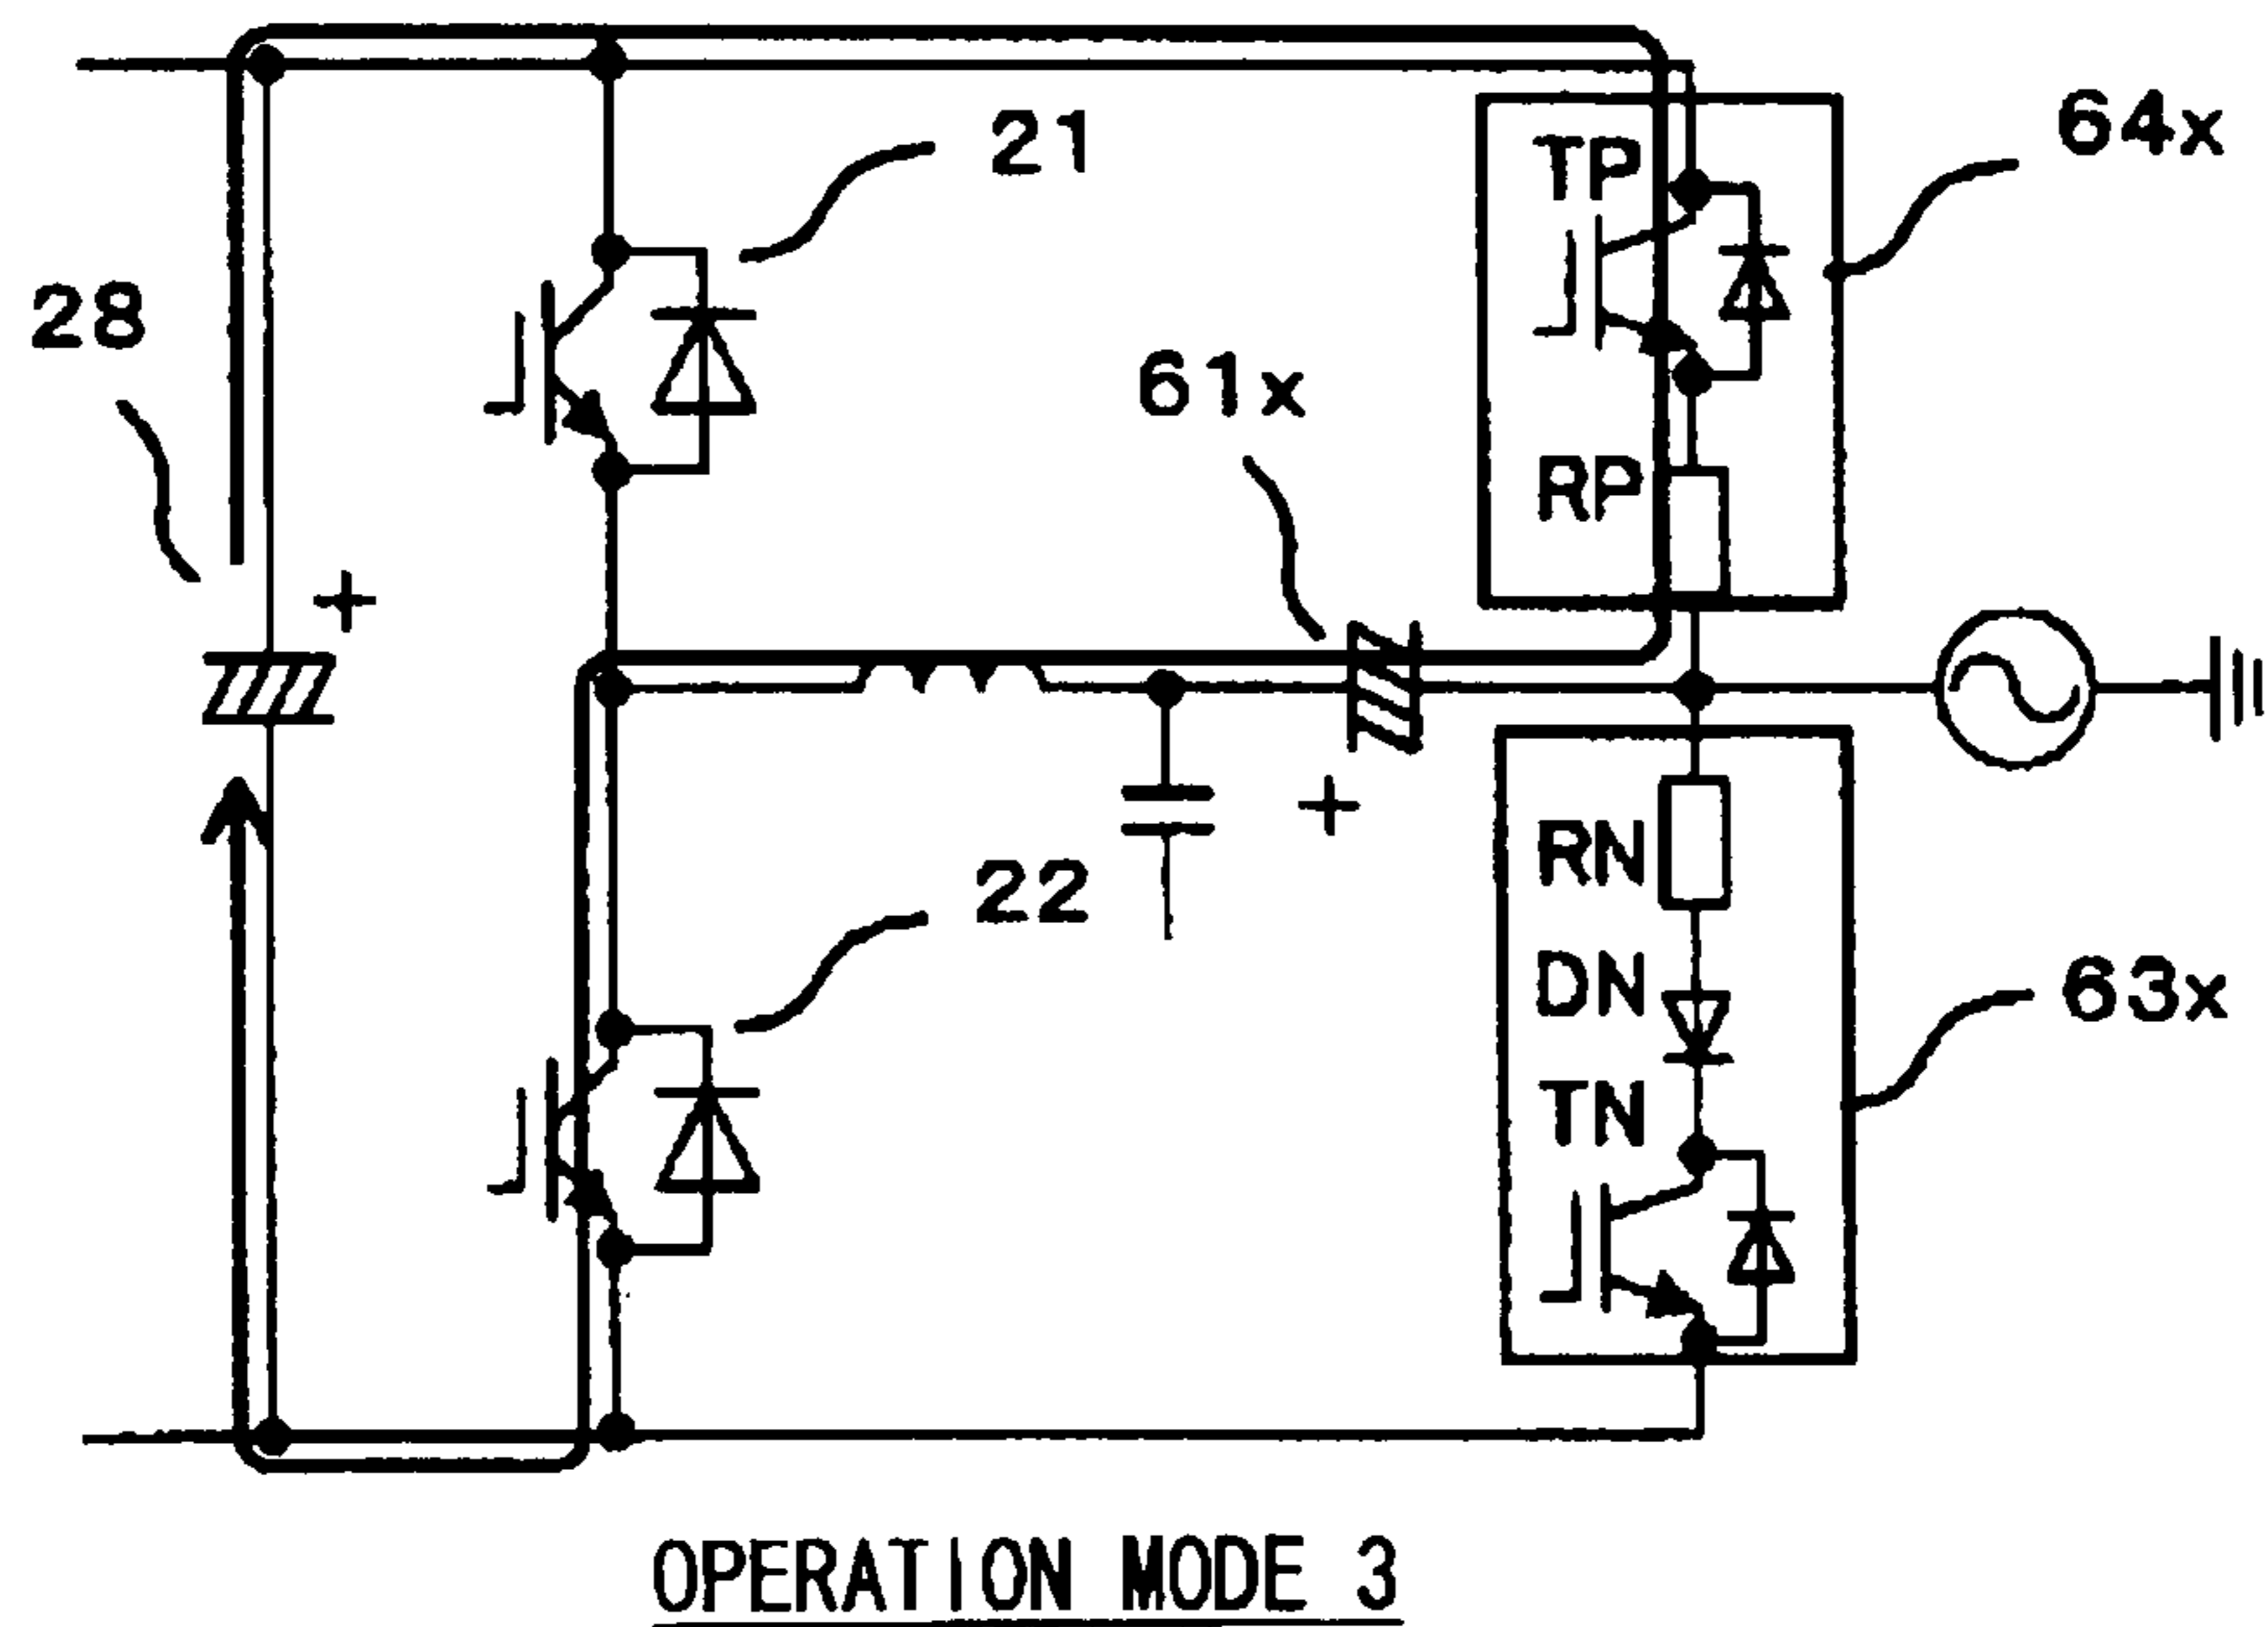 21
64x
TP
28
61x
RP
+
+
RN
22
DN
63x
TN
OPERATION MODE 3